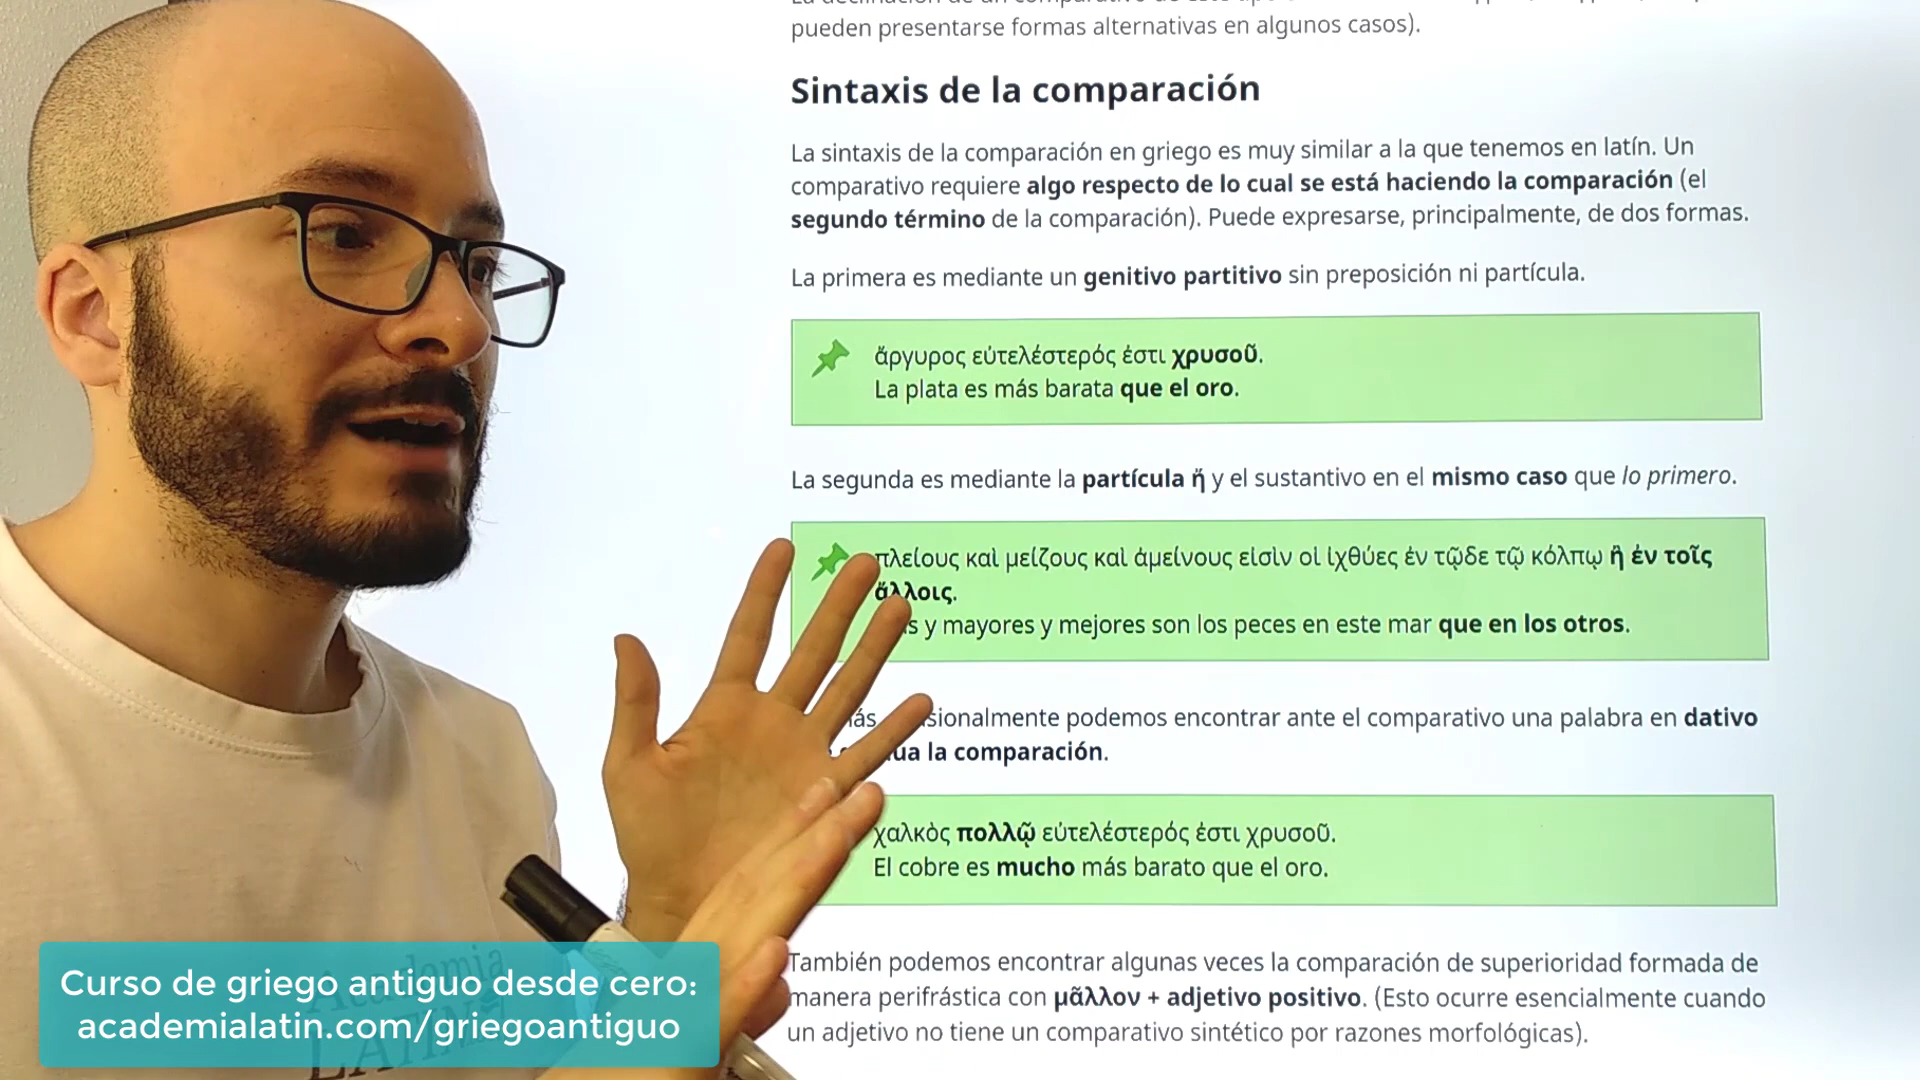 pueden presentarse formas alternativas en algunos casos).
Sintaxis de la comparación
La sintaxis de la comparación en griego es muy similar a la que tenemos en latín. Un
comparativo requiere algo respecto de lo cual se está haciendo la comparación (el
segundo término de la comparación). Puede expresarse, principalmente, de dos formas.
La primera es mediante un genitivo partitivo sin preposición ni partícula.
ἄργυρος εὐτελέστερός ἐστι χρυσοῦ.
La plata es más barata que el oro.
La segunda es mediante la partícula ἤ y el sustantivo en el mismo caso que lo primero.
πλείους καὶ μείζους καὶ ἀμείνους εἰσὶν οἱ ἰχθύες ἐν τῷδε τῷ κόλπῳ ἢ ἐν τοῖς
ἄλλοις.
y mayores y mejores son los peces en este mar que en los otros.
podemos encontrar ante el comparativo una palabra en dativo
la comparación.
χαλκὸς πολλῷ εὐτελέστερός ἐστι χρυσοῦ.
El cobre es mucho más barato que el oro.
También podemos encontrar algunas veces la comparación de superioridad formada de
manera perifrástica con μᾶλλον + adjetivo positivo. (Esto ocurre esencialmente cuando
un adjetivo no tiene un comparativo sintético por razones morfológicas).
Academia
LATIN
Curso de griego antiguo desde cero:
academialatin.com/griegoantiguo